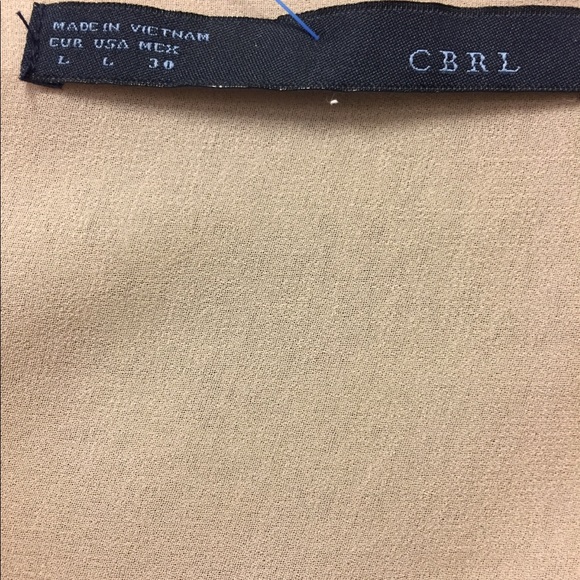 MADE IN VIETNAM
EUR USA MEX
L L 30
CBRL